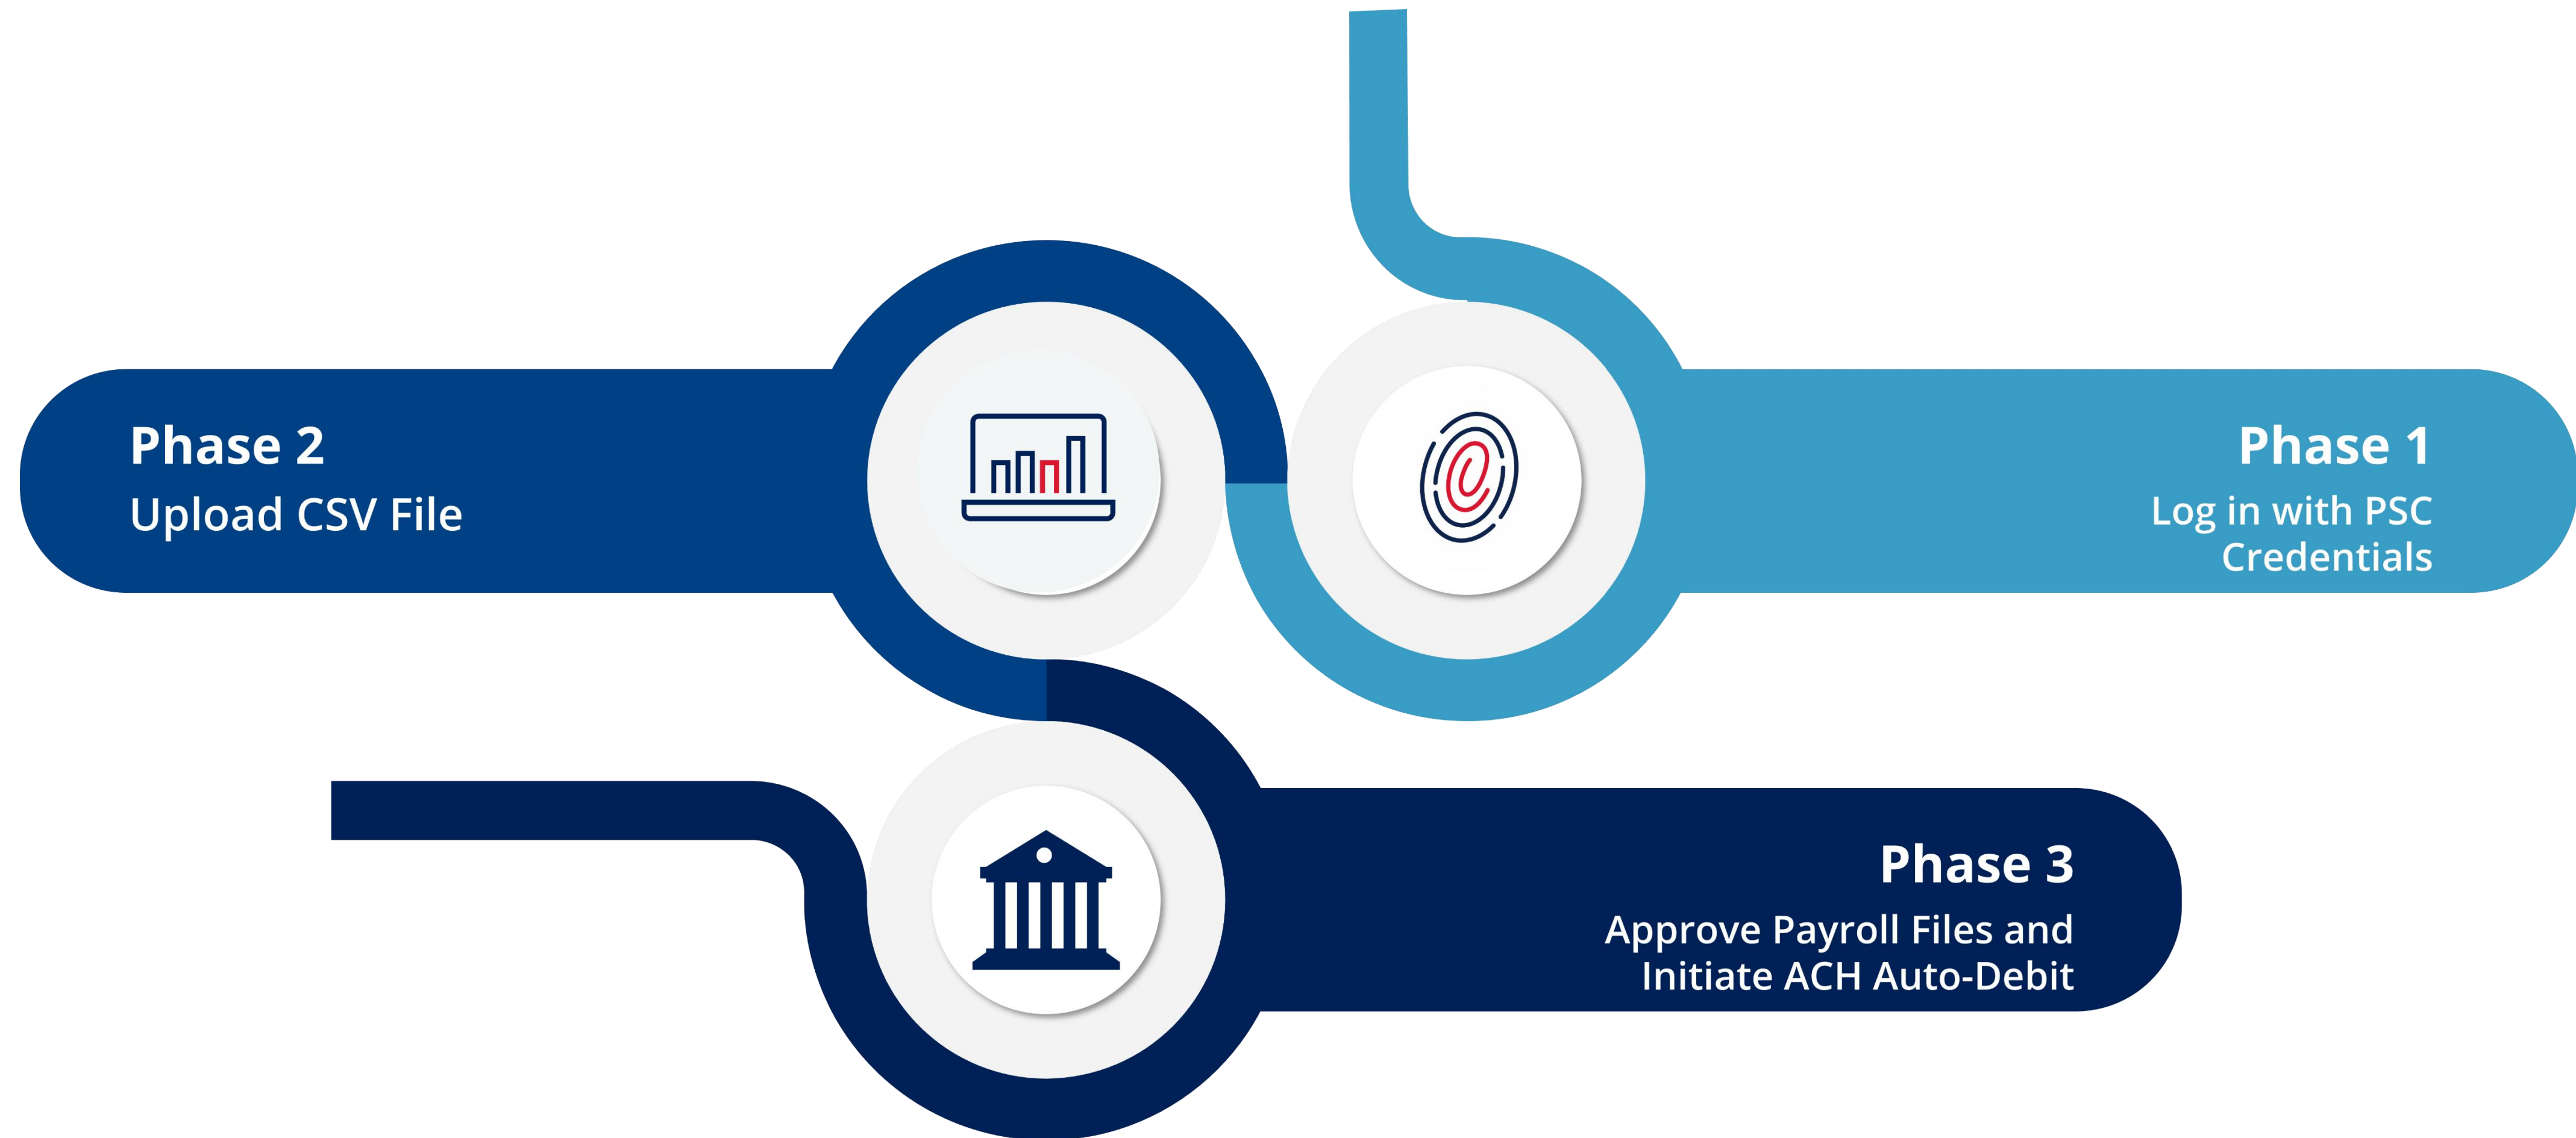 Phase 1
Log in with PSC
Credentials
Phase 2
Upload CSV File
Phase 3
Approve Payroll Files and
Initiate ACH Auto-Debit